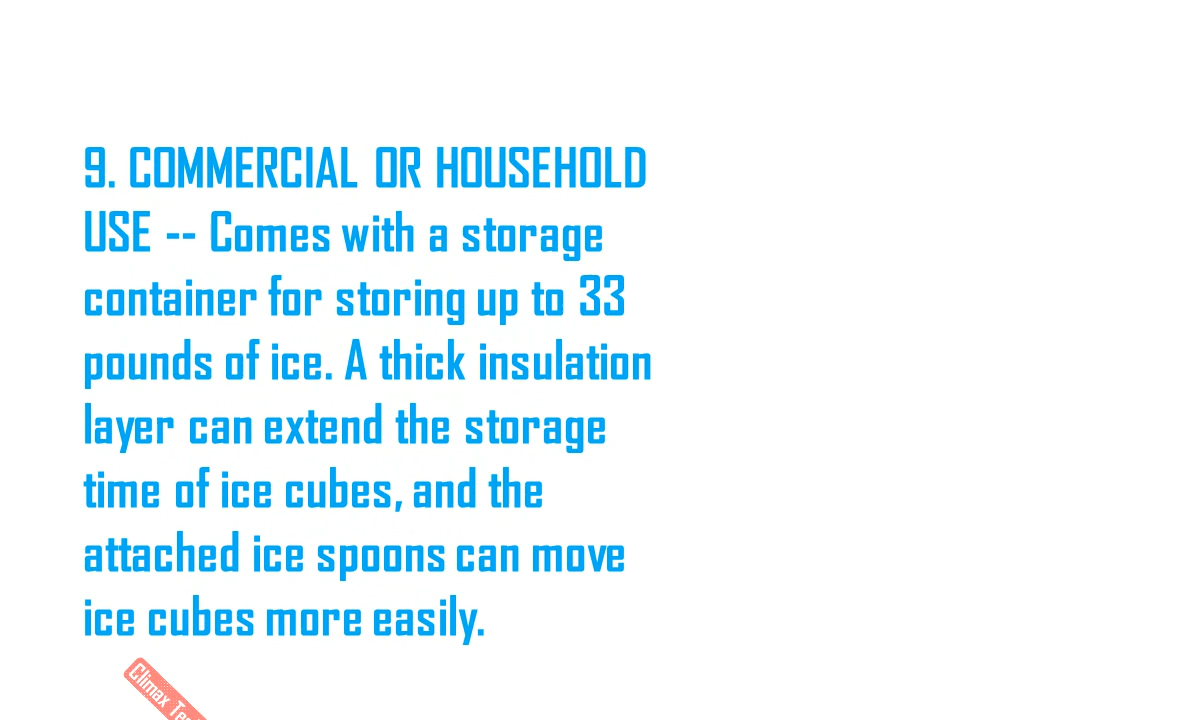 9. COMMERCIAL OR HOUSEHOLD
USE -- Comes with a storage
container for storing up to 33
pounds of ice. A thick insulation
layer can extend the storage
time of ice cubes, and the
attached ice spoons can move
ice cubes more easily.
Climax